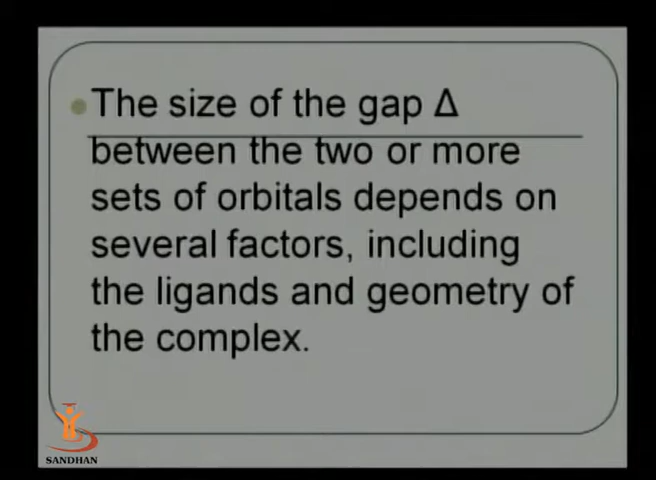 The size of the gap Δ
between the two or more
sets of orbitals depends on
several factors, including
the ligands and geometry of
the complex.
SANDHAN